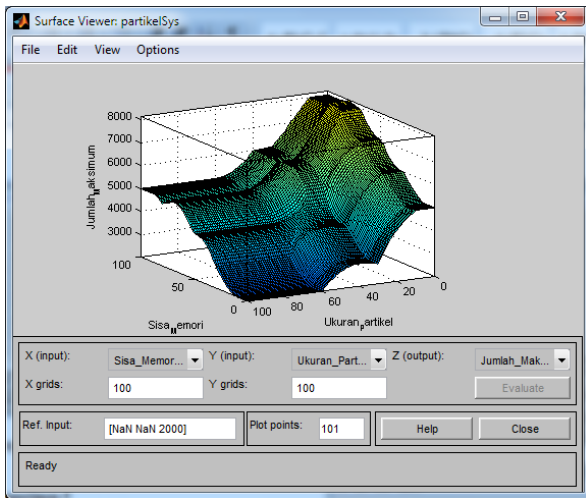 Surface Viewer: partikelSys
File Edit View Options
8000
7000
6000
5000
4000
3000
100
50
0
100
80
60
40
20
0
Jumlah_Maksimum
Sisa_Memori
Ukuran_Partikel
X (input): Sisa_Memor... Y (input): Ukuran_Part... Z (output): Jumlah_Mak...
X grids: 100 Y grids: 100 Evaluate
Ref. Input: [NaN NaN 2000] Plot points: 101 Help Close
Ready